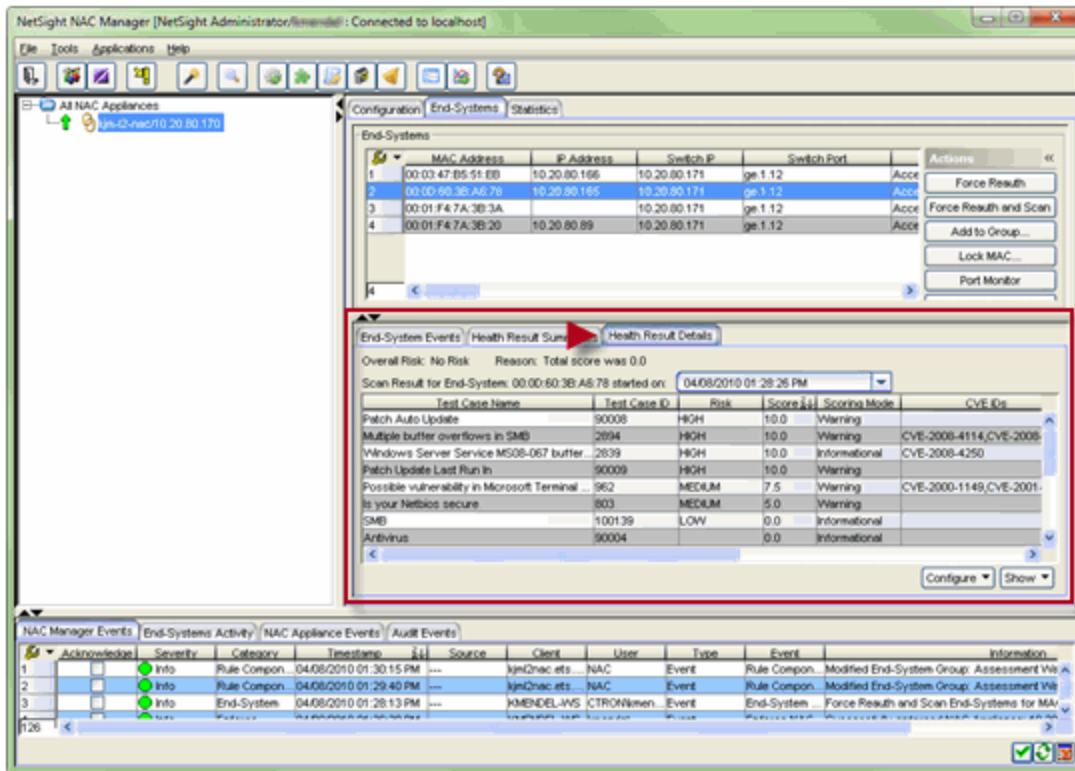 NetSight NAC Manager [NetSight Administrator/ : Connected to localhost]
File Tools Applications Help
All NAC Appliances
kjm-t2-nac/10.20.80.170
Configuration End-Systems Statistics
End-Systems
MAC Address IP Address Switch IP Switch Port
1 00:03:47:B5:51:EB 10.20.80.166 10.20.80.171 ge.1.12 Acce
2 00:0D:60:3B:A6:78 10.20.80.165 10.20.80.171 ge.1.12 Acce
3 00:01:F4:7A:3B:3A 10.20.80.171 ge.1.12 Acce
4 00:01:F4:7A:3B:20 10.20.80.89 10.20.80.171 ge.1.12 Acce
4
Actions
Force Reauth
Force Reauth and Scan
Add to Group...
Lock MAC...
Port Monitor
End-System Events Health Result Health Result Details
Overall Risk: No Risk Reason: Total score was 0.0
Scan Result for End-System: 00:0D:60:3B:A6:78 started on: 04/08/2010 01:28:26 PM
Test Case Name Test Case ID Risk Score Scoring Mode CVE IDs
Patch Auto Update 90008 HIGH 10.0 Warning
Multiple buffer overflows in SMB 2894 HIGH 10.0 Warning CVE-2008-4114,CVE-2008-
Windows Server Service MS08-067 buffer... 2839 HIGH 10.0 Informational CVE-2008-4250
Patch Update Last Run In 90009 HIGH 10.0 Warning
Possible vulnerability in Microsoft Terminal ... 962 MEDIUM 7.5 Warning CVE-2000-1149,CVE-2001-
Is your Netbios secure 803 MEDIUM 5.0 Warning
SMB 100139 LOW 0.0 Informational
Antivirus 90004 0.0 Informational
Configure Show
NAC Manager Events End-Systems Activity NAC Appliance Events Audit Events
Acknowledge Severity Category Timestamp Source Client User Type Event Information
1 Info Rule Compon... 04/08/2010 01:30:15 PM --- NAC Event Rule Compon... Modified End-System Group: Assessment Wa
2 Info Rule Compon... 04/08/2010 01:29:40 PM --- NAC Event Rule Compon... Modified End-System Group: Assessment Wa
3 Info End-System 04/08/2010 01:28:13 PM --- KMENDEL-WS CTRON\kmen... Event End-System ... Force Reauth and Scan End-Systems for MA
126